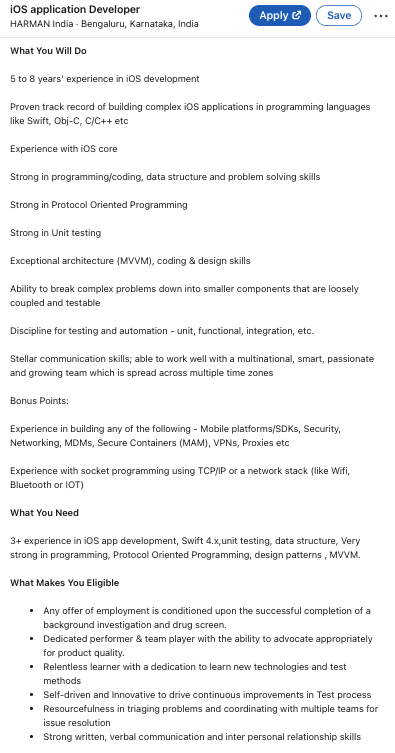 iOS application Developer
HARMAN India · Bengaluru, Karnataka, India
Apply
Save
What You Will Do
5 to 8 years' experience in iOS development
Proven track record of building complex iOS applications in programming languages
like Swift, Obj-C, C/C++ etc
Experience with iOS core
Strong in programming/coding, data structure and problem solving skills
Strong in Protocol Oriented Programming
Strong in Unit testing
Exceptional architecture (MVVM), coding & design skills
Ability to break complex problems down into smaller components that are loosely
coupled and testable
Discipline for testing and automation - unit, functional, integration, etc.
Stellar communication skills; able to work well with a multinational, smart, passionate
and growing team which is spread across multiple time zones
Bonus Points:
Experience in building any of the following - Mobile platforms/SDKs, Security,
Networking, MDMs, Secure Containers (MAM), VPNs, Proxies etc
Experience with socket programming using TCP/IP or a network stack (like Wifi,
Bluetooth or IOT)
What You Need
3+ experience in iOS app development, Swift 4.x,unit testing, data structure, Very
strong in programming, Protocol Oriented Programming, design patterns , MVVM.
What Makes You Eligible
• Any offer of employment is conditioned upon the successful completion of a
background investigation and drug screen.
• Dedicated performer & team player with the ability to advocate appropriately
for product quality.
• Relentless learner with a dedication to learn new technologies and test
methods
• Self-driven and Innovative to drive continuous improvements in Test process
• Resourcefulness in triaging problems and coordinating with multiple teams for
issue resolution
• Strong written, verbal communication and inter personal relationship skills